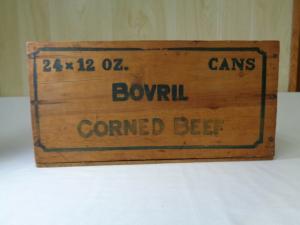 24 × 12 OZ. CANS
BOVRIL
CORNED BEEF